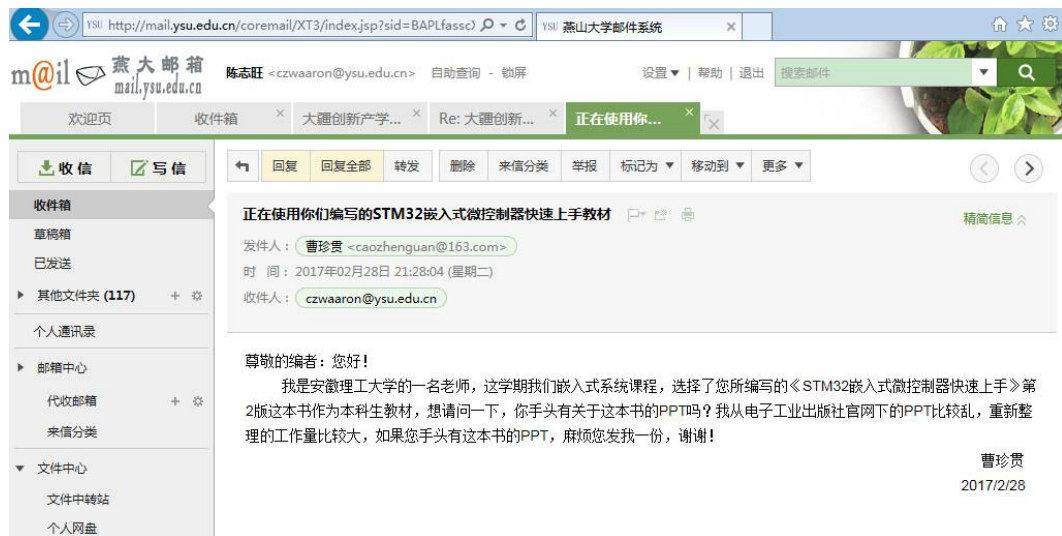 YSU http://mail.ysu.edu.cn/coremail/XT3/index.jsp?sid=BAPLfassc) YSU 燕山大学邮件系统
m@il 燕大邮箱
mail.ysu.edu.cn
陈志旺 <czwaaron@ysu.edu.cn> 自助查询 - 锁屏 设置▼ | 帮助 | 退出 搜索邮件
欢迎页 收件箱 大疆创新产学... Re: 大疆创新... 正在使用你...
收信 写信 回复 回复全部 转发 删除 来信分类 举报 标记为 ▼ 移动到 ▼ 更多 ▼
收件箱
草稿箱
已发送
其他文件夹 (117)
个人通讯录
邮箱中心
代收邮箱
来信分类
文件中心
文件中转站
个人网盘
正在使用你们编写的STM32嵌入式微控制器快速上手教材
精简信息
发件人：曹珍贯 <caozhenguan@163.com>
时 间：2017年02月28日 21:28:04 (星期二)
收件人：czwaaron@ysu.edu.cn
尊敬的编者：您好！
我是安徽理工大学的一名老师，这学期我们嵌入式系统课程，选择了您所编写的《STM32嵌入式微控制器快速上手》第
2版这本书作为本科生教材，想请问一下，你手头有关于这本书的PPT吗？我从电子工业出版社官网下的PPT比较乱，重新整
理的工作量比较大，如果您手头有这本书的PPT，麻烦您发我一份，谢谢！
曹珍贯
2017/2/28